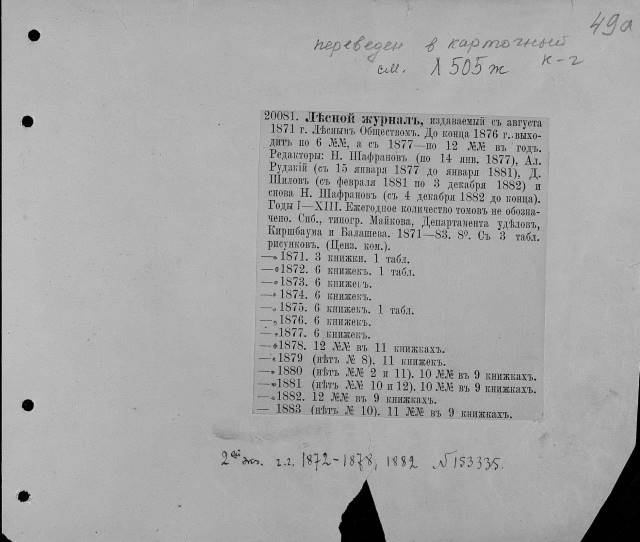 49а
переведен в карточный
к-г
см. Л505ж
20081. Лѣсной журналъ, издаваемый съ августа
1871 г. Лѣснымъ Обществомъ. До конца 1876 г. выхо-
дитъ по 6 №№, а съ 1877—по 12 №№ въ годъ.
Редакторы: Н. Шафрановъ (по 14 янв. 1877), Ал.
Рудзкій (съ 15 января 1877 до января 1881), Д.
Шиловъ (съ февраля 1881 по 3 декабря 1882) и
снова Н. Шафрановъ (съ 4 декабря 1882 до конца).
Годы I—XIII. Ежегодное количество томовъ не обозна-
чено. Спб., типогр. Майкова, Департамента удѣловъ,
Киршбаума и Балашева. 1871—83. 8º. Съ 3 табл.
рисунковъ. (Ценз. ком.).
— 1871. 3 книжки. 1 табл.
— 1872. 6 книжекъ. 1 табл.
— 1873. 6 книжекъ.
— 1874. 6 книжекъ.
— 1875. 6 книжекъ. 1 табл.
— 1876. 6 книжекъ.
— 1877. 6 книжекъ.
— 1878. 12 №№ въ 11 книжкахъ.
— 1879 (нѣтъ № 8). 11 книжекъ.
— 1880 (нѣтъ №№ 2 и 11). 10 №№ въ 9 книжкахъ.
— 1881 (нѣтъ №№ 10 и 12). 10 №№ въ 9 книжкахъ.
— 1882. 12 №№ въ 9 книжкахъ.
— 1883 (нѣтъ № 10). 11 №№ въ 9 книжкахъ.
2ой экз. г.г. 1872-1878, 1882 №153335.